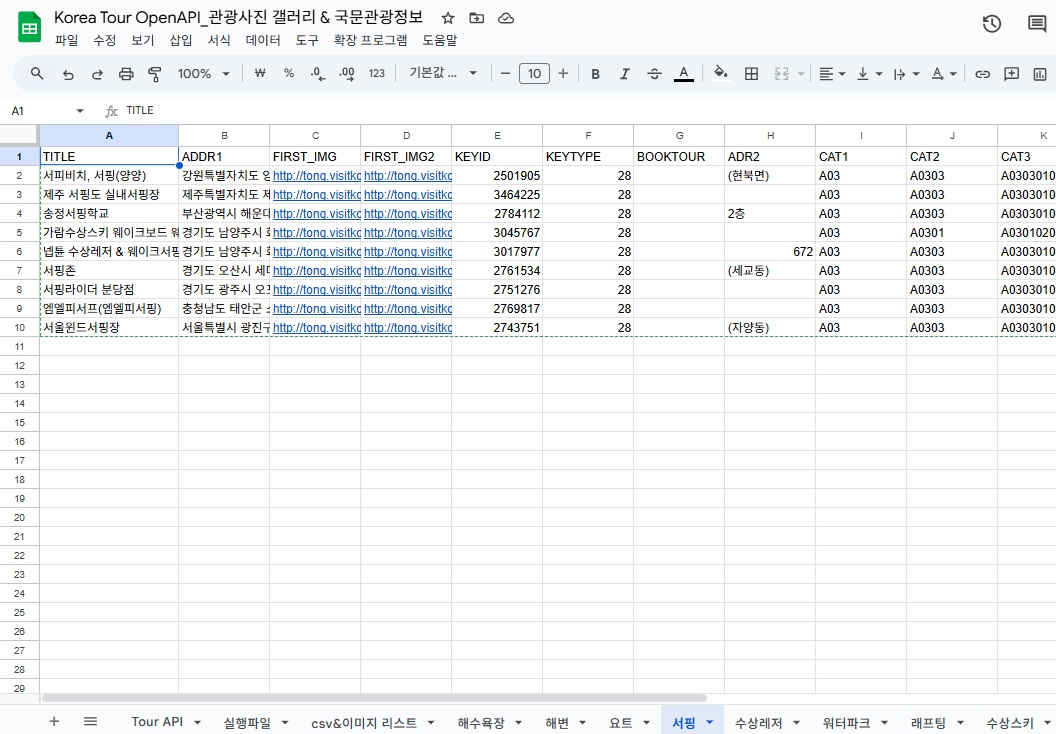 Korea Tour OpenAPI_관광사진 갤러리 & 국문관광정보
파일 수정 보기 삽입 서식 데이터 도구 확장 프로그램 도움말
100% ₩ % .0 .00 123 기본값 ... 10 B I A
A1 fx TITLE
A B C D E F G H I J K
1 TITLE ADDR1 FIRST_IMG FIRST_IMG2 KEYID KEYTYPE BOOKTOUR ADR2 CAT1 CAT2 CAT3
2 서피비치, 서핑(양양) 강원특별자치도 http://tong.visitkc http://tong.visitkc 2501905 28 (현북면) A03 A0303 A0303010
3 제주 서핑도 실내서핑장 제주특별자치도 http://tong.visitkc http://tong.visitkc 3464225 28 A03 A0303 A0303010
4 송정서핑학교 부산광역시 해운대 http://tong.visitkc http://tong.visitkc 2784112 28 2층 A03 A0303 A0303010
5 가람수상스키 웨이크보드 경기도 남양주시 http://tong.visitkc http://tong.visitkc 3045767 28 A03 A0301 A0301020
6 넵튠 수상레저 & 웨이크서핑 경기도 남양주시 http://tong.visitkc http://tong.visitkc 3017977 28 672 A03 A0303 A0303010
7 서핑존 경기도 오산시 http://tong.visitkc http://tong.visitkc 2761534 28 (세교동) A03 A0303 A0303010
8 서핑라이더 분당점 경기도 광주시 http://tong.visitkc http://tong.visitkc 2751276 28 A03 A0303 A0303010
9 엠엘피서프(엠엘피서핑) 충청남도 태안군 http://tong.visitkc http://tong.visitkc 2769817 28 A03 A0303 A0303010
10 서울윈드서핑장 서울특별시 광진구 http://tong.visitkc http://tong.visitkc 2743751 28 (자양동) A03 A0303 A0303010
11
12
13
14
15
16
17
18
19
20
21
22
23
24
25
26
27
28
29
Tour API 실행파일 csv&이미지 리스트 해수욕장 해변 요트 서핑 수상레저 워터파크 래프팅 수상스키